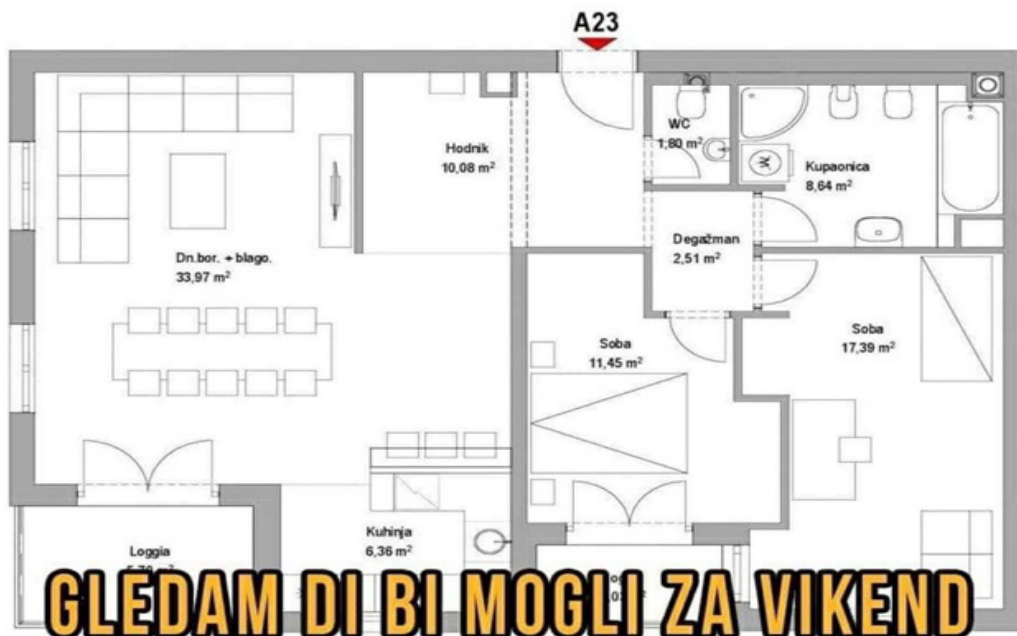 A23
WC
1,80 m²
Hodnik
10,08 m²
Kupaonica
8,64 m²
Degažman
2,51 m²
Dn.bor. + blago.
33,97 m²
Soba
17,39 m²
Soba
11,45 m²
Kuhinja
6,36 m²
Loggia
GLEDAM DI BI MOGLI ZA VIKEND